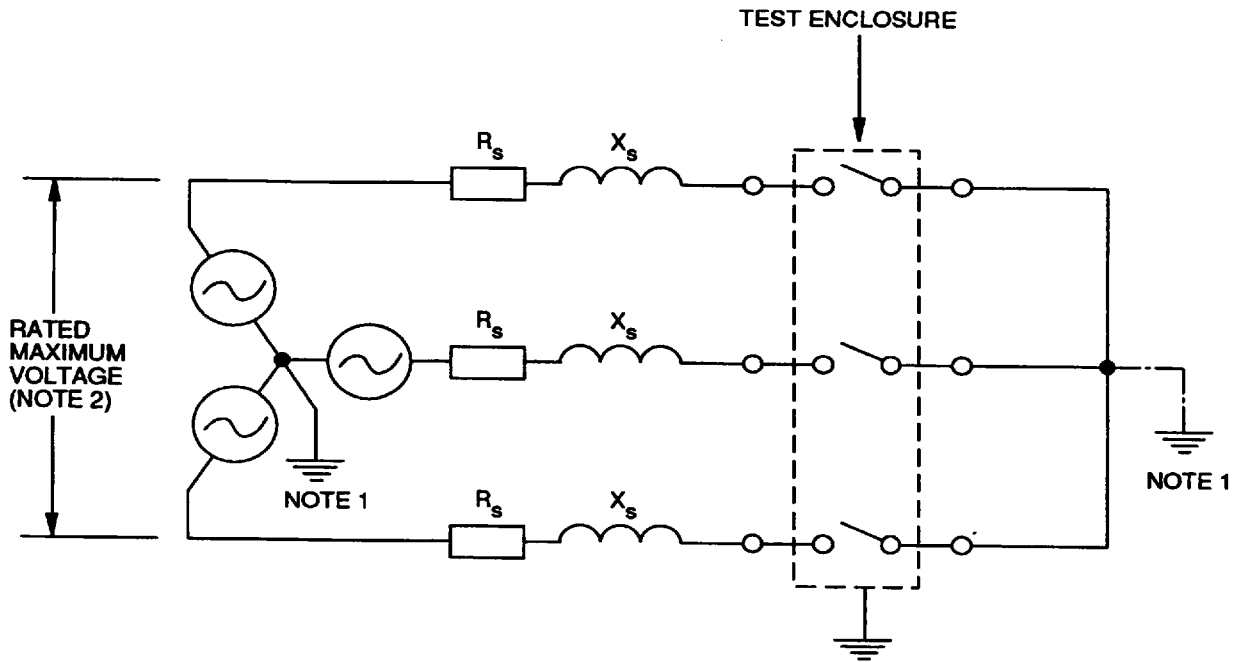 TEST ENCLOSURE
Rs
Xs
RATED
MAXIMUM
VOLTAGE
(NOTE 2)
Rs
Xs
NOTE 1
NOTE 1
Rs
Xs